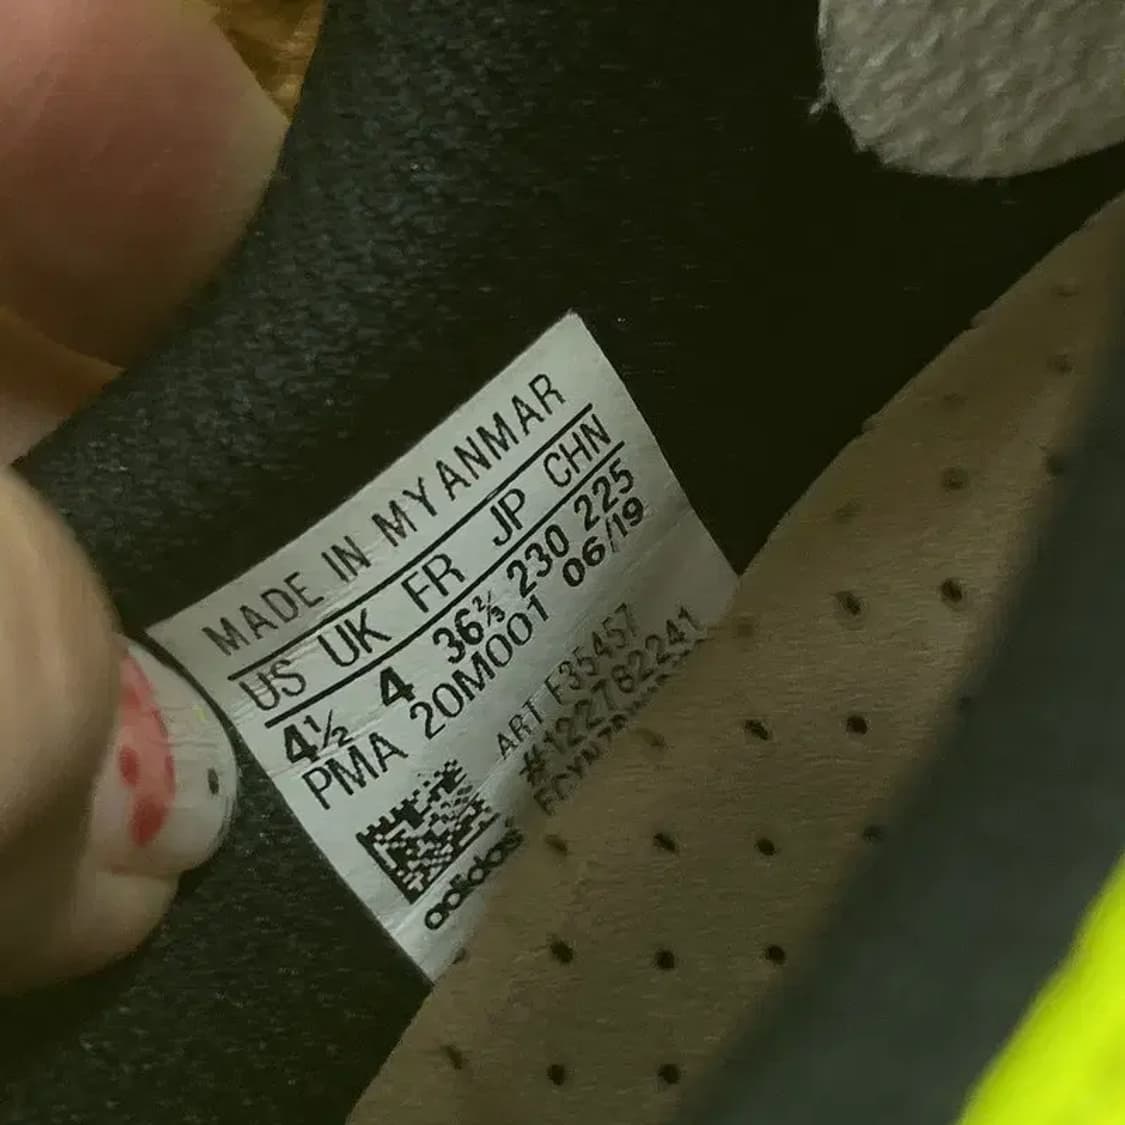 MADE IN MYANMAR
US UK FR JP CHN
4½ 4 36⅔ 230 225
PMA 20M001 06/19
ART F35457
#122782241
adidas